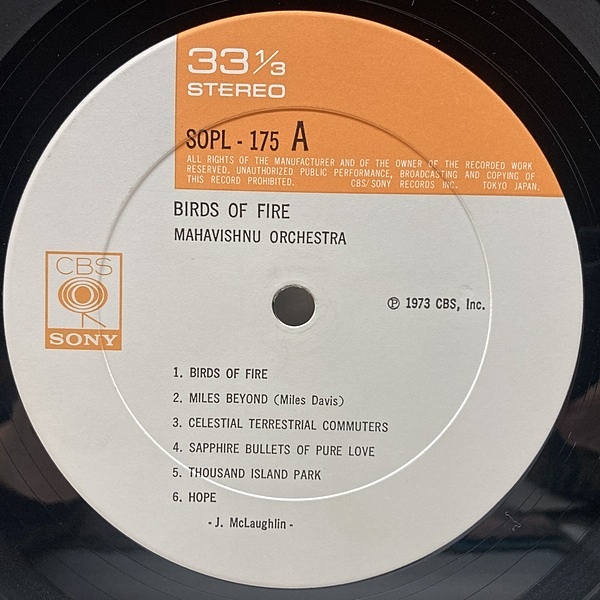 33 1/3
STEREO
SOPL - 175 A
ALL RIGHTS OF THE MANUFACTURER AND OF THE OWNER OF THE RECORDED WORK
RESERVED. UNAUTHORIZED PUBLIC PERFORMANCE, BROADCASTING AND COPYING OF
THIS RECORD PROHIBITED. CBS/SONY RECORDS INC. TOKYO JAPAN.
BIRDS OF FIRE
MAHAVISHNU ORCHESTRA
CBS
SONY
℗ 1973 CBS, Inc.
1. BIRDS OF FIRE
2. MILES BEYOND (Miles Davis)
3. CELESTIAL TERRESTRIAL COMMUTERS
4. SAPPHIRE BULLETS OF PURE LOVE
5. THOUSAND ISLAND PARK
6. HOPE
- J. McLaughlin -